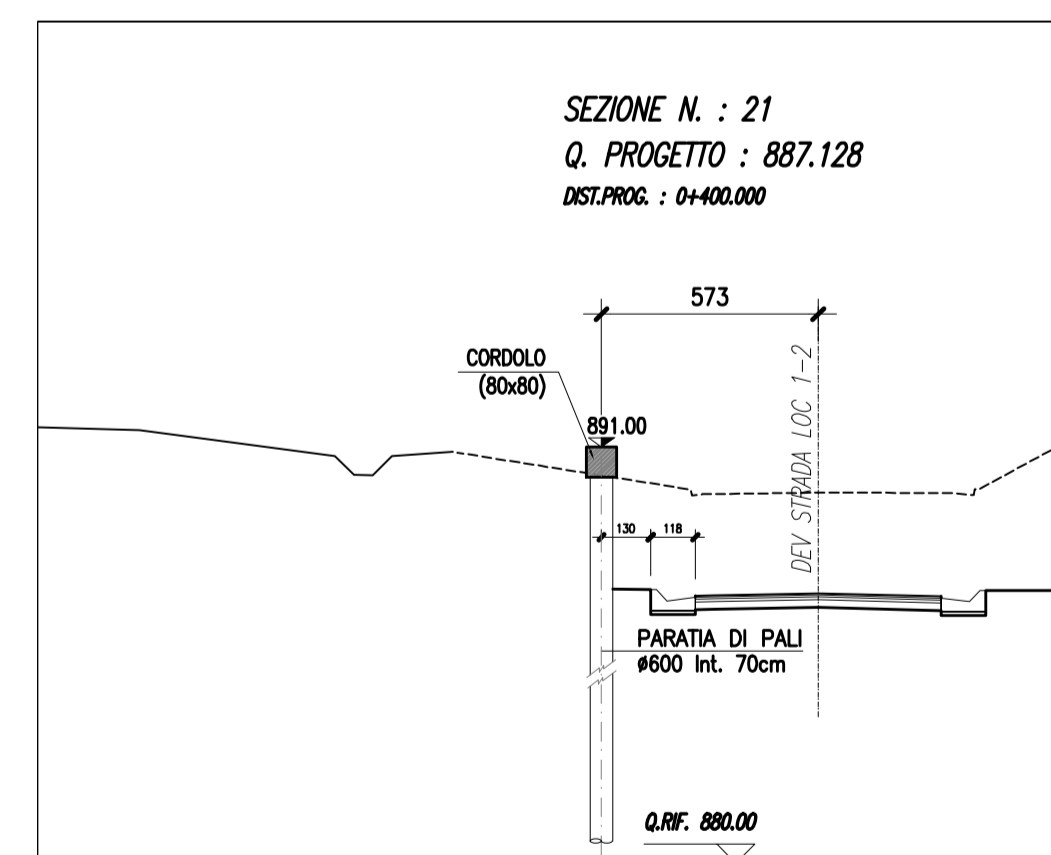 SEZIONE N. : 21
Q. PROGETTO : 887.128
DIST.PROG. : 0+400.000
573
CORDOLO
(80x80)
891.00
DEV STRADA LOC 1-2
130
118
PARATIA DI PALI
ø600 Int. 70cm
Q.RIF. 880.00